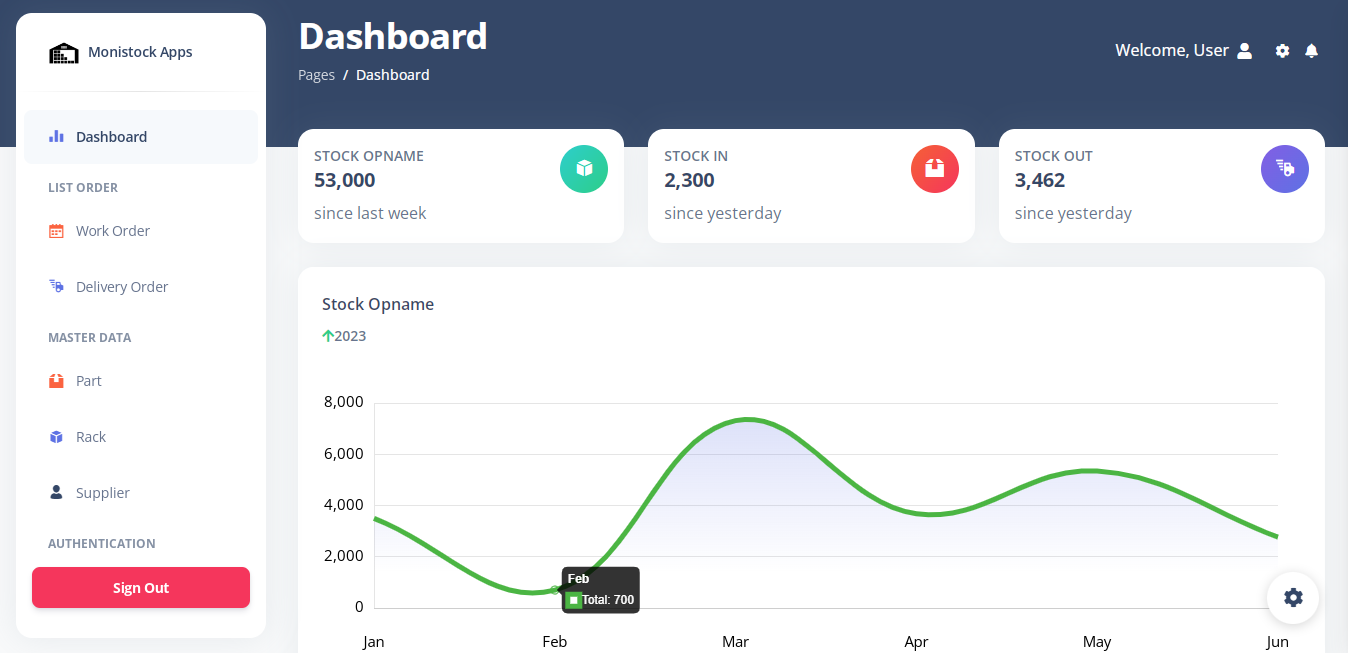 Monistock Apps
Dashboard
LIST ORDER
Work Order
Delivery Order
MASTER DATA
Part
Rack
Supplier
AUTHENTICATION
Sign Out
Dashboard
Pages / Dashboard
Welcome, User
STOCK OPNAME
53,000
since last week
STOCK IN
2,300
since yesterday
STOCK OUT
3,462
since yesterday
Stock Opname
2023
8,000
6,000
4,000
2,000
0
Feb
Total: 700
Jan Feb Mar Apr May Jun